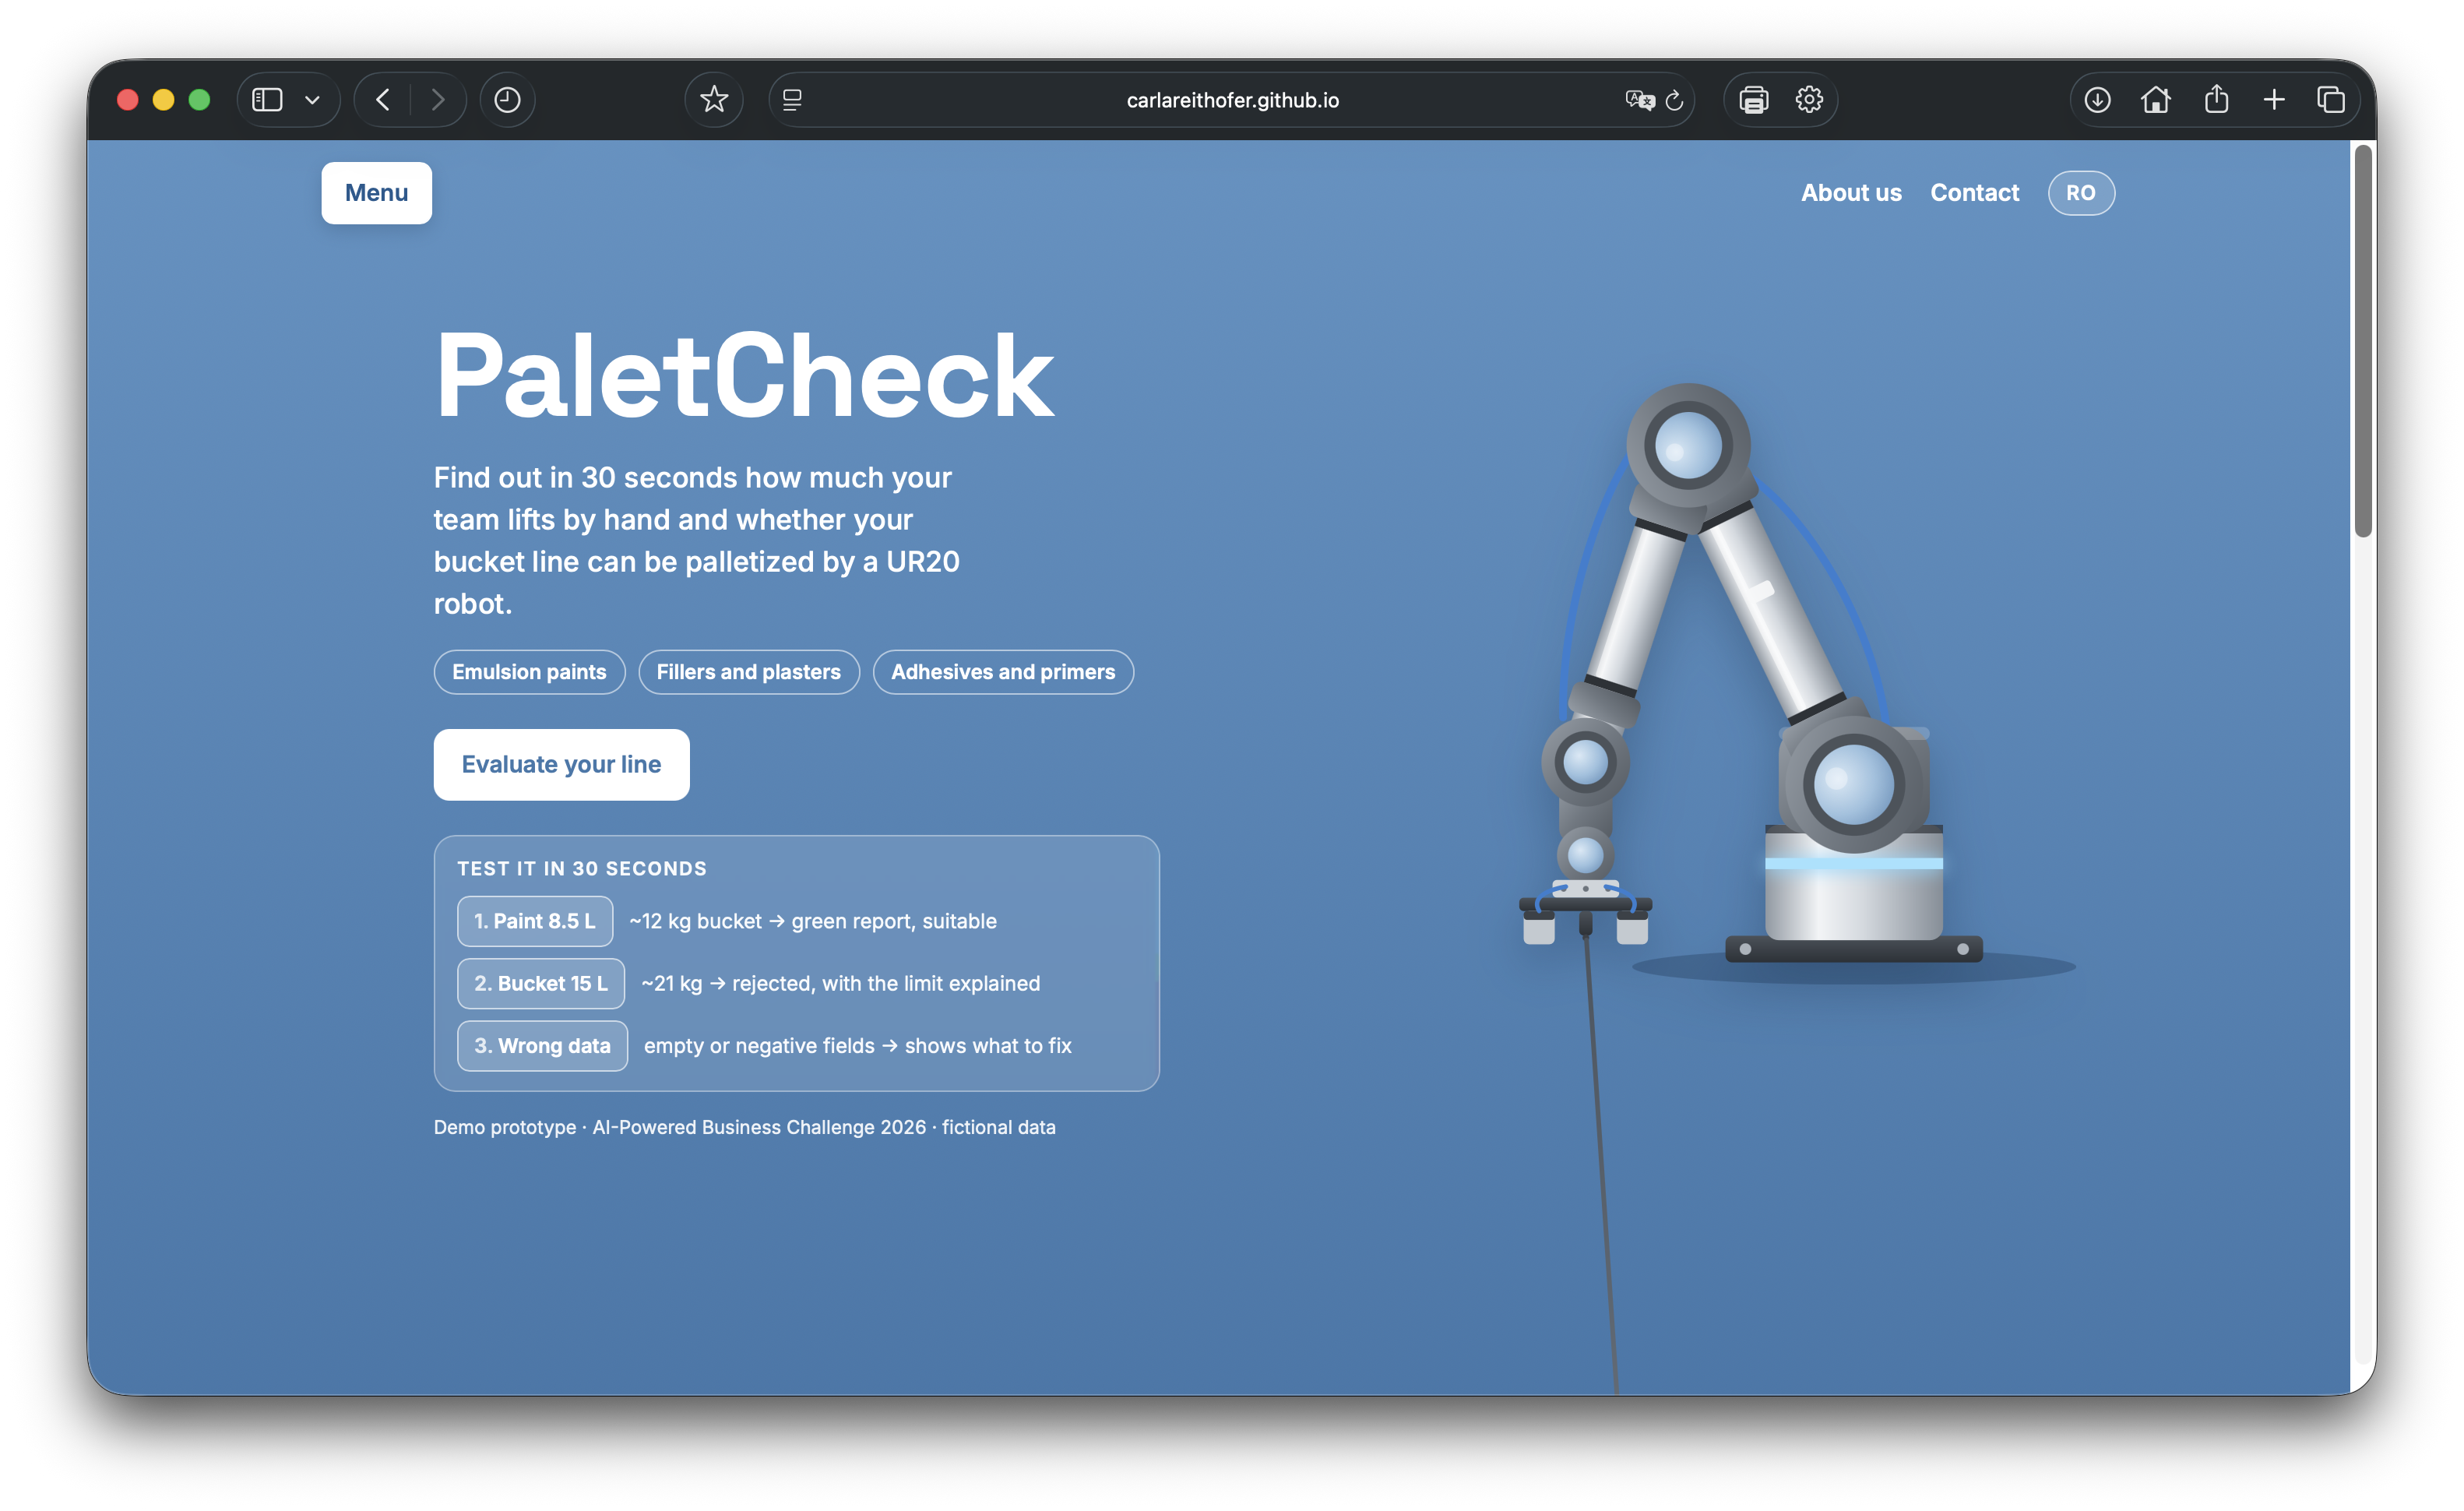 carlareithofer.github.io
Menu
About us
Contact
RO
PaletCheck
Find out in 30 seconds how much your
team lifts by hand and whether your
bucket line can be palletized by a UR20
robot.
Emulsion paints
Fillers and plasters
Adhesives and primers
Evaluate your line
TEST IT IN 30 SECONDS
1. Paint 8.5 L ~12 kg bucket → green report, suitable
2. Bucket 15 L ~21 kg → rejected, with the limit explained
3. Wrong data empty or negative fields → shows what to fix
Demo prototype · AI-Powered Business Challenge 2026 · fictional data